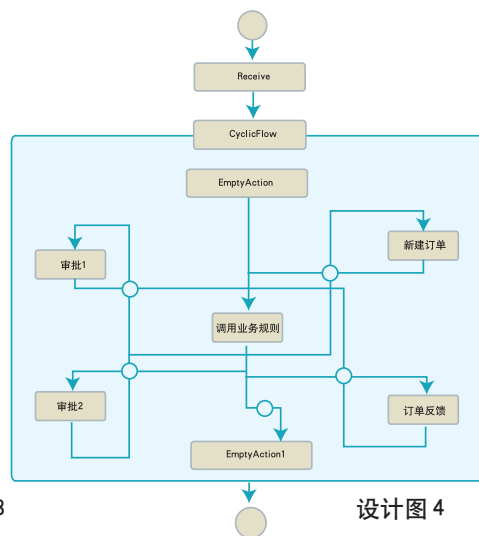 Receive
CyclicFlow
EmptyAction
新建订单
审批1
调用业务规则
审批2
订单反馈
EmptyAction1
3
设计图 4